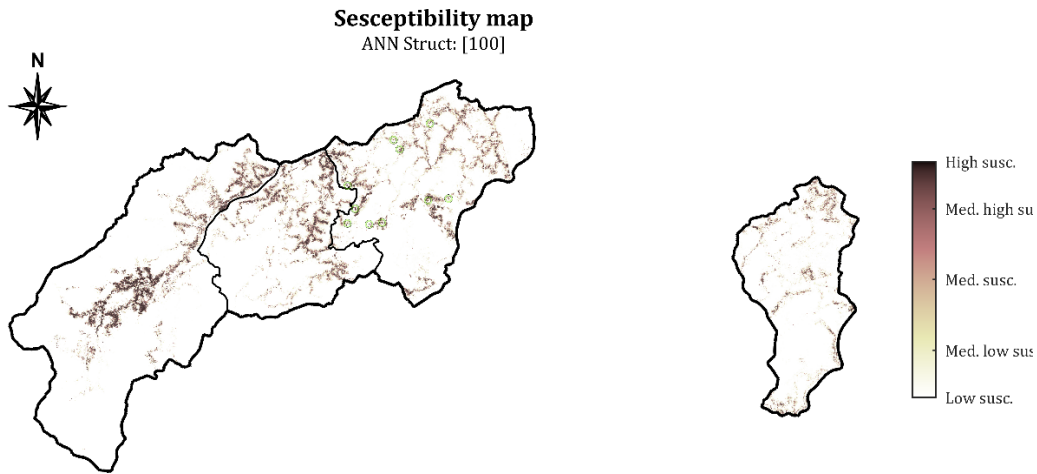 Sesceptibility map
ANN Struct: [100]
N
High susc.
Med. high su
Med. susc.
Med. low sus
Low susc.